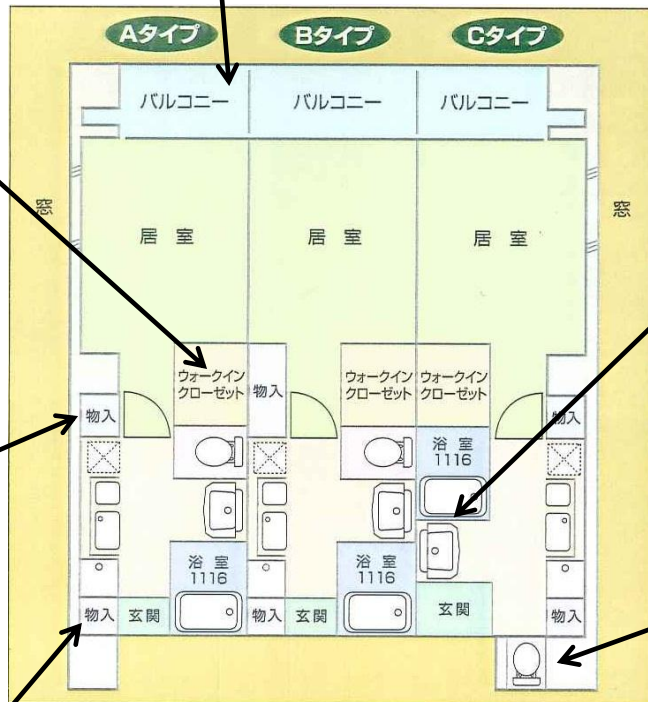 Aタイプ Bタイプ Cタイプ
バルコニー バルコニー バルコニー
窓 窓
居室 居室 居室
ウォークイン
クローゼット
物入
ウォークイン
クローゼット
ウォークイン
クローゼット
物入 物入
浴室
1116
浴室
1116
浴室
1116
物入 玄関 物入 玄関 玄関 物入